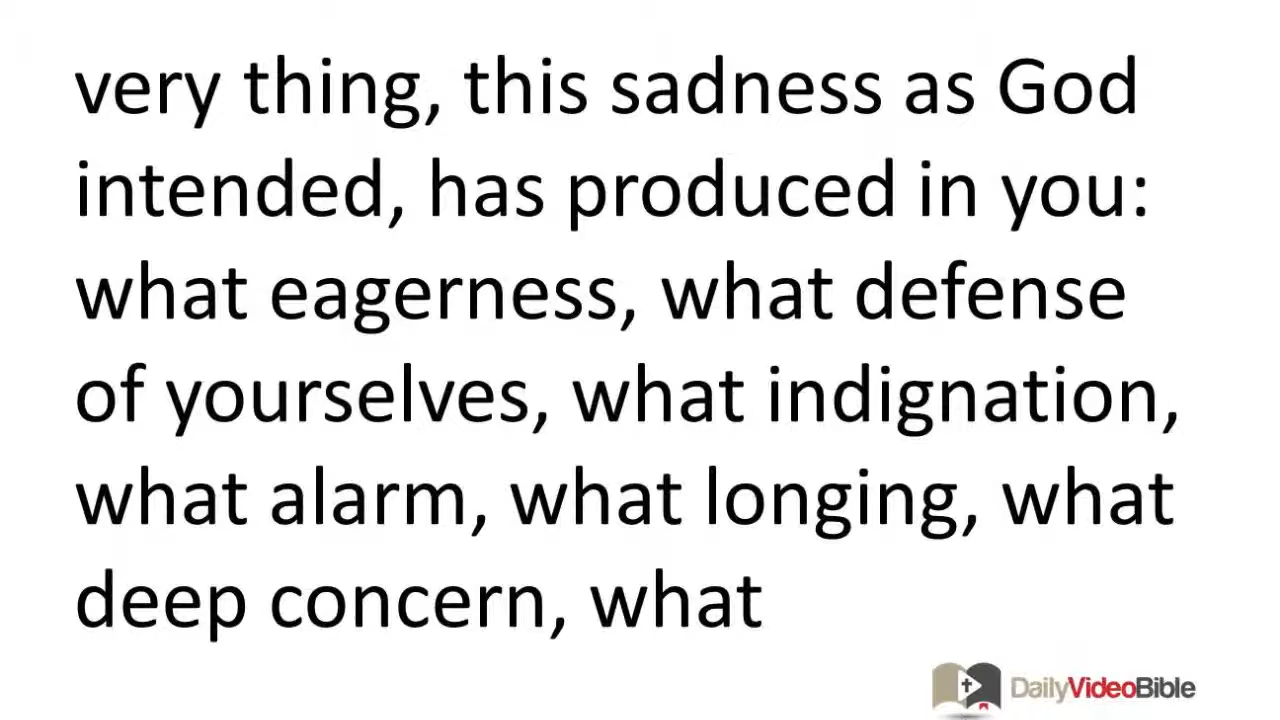 very thing, this sadness as God
intended, has produced in you:
what eagerness, what defense
of yourselves, what indignation,
what alarm, what longing, what
deep concern, what
DailyVideoBible